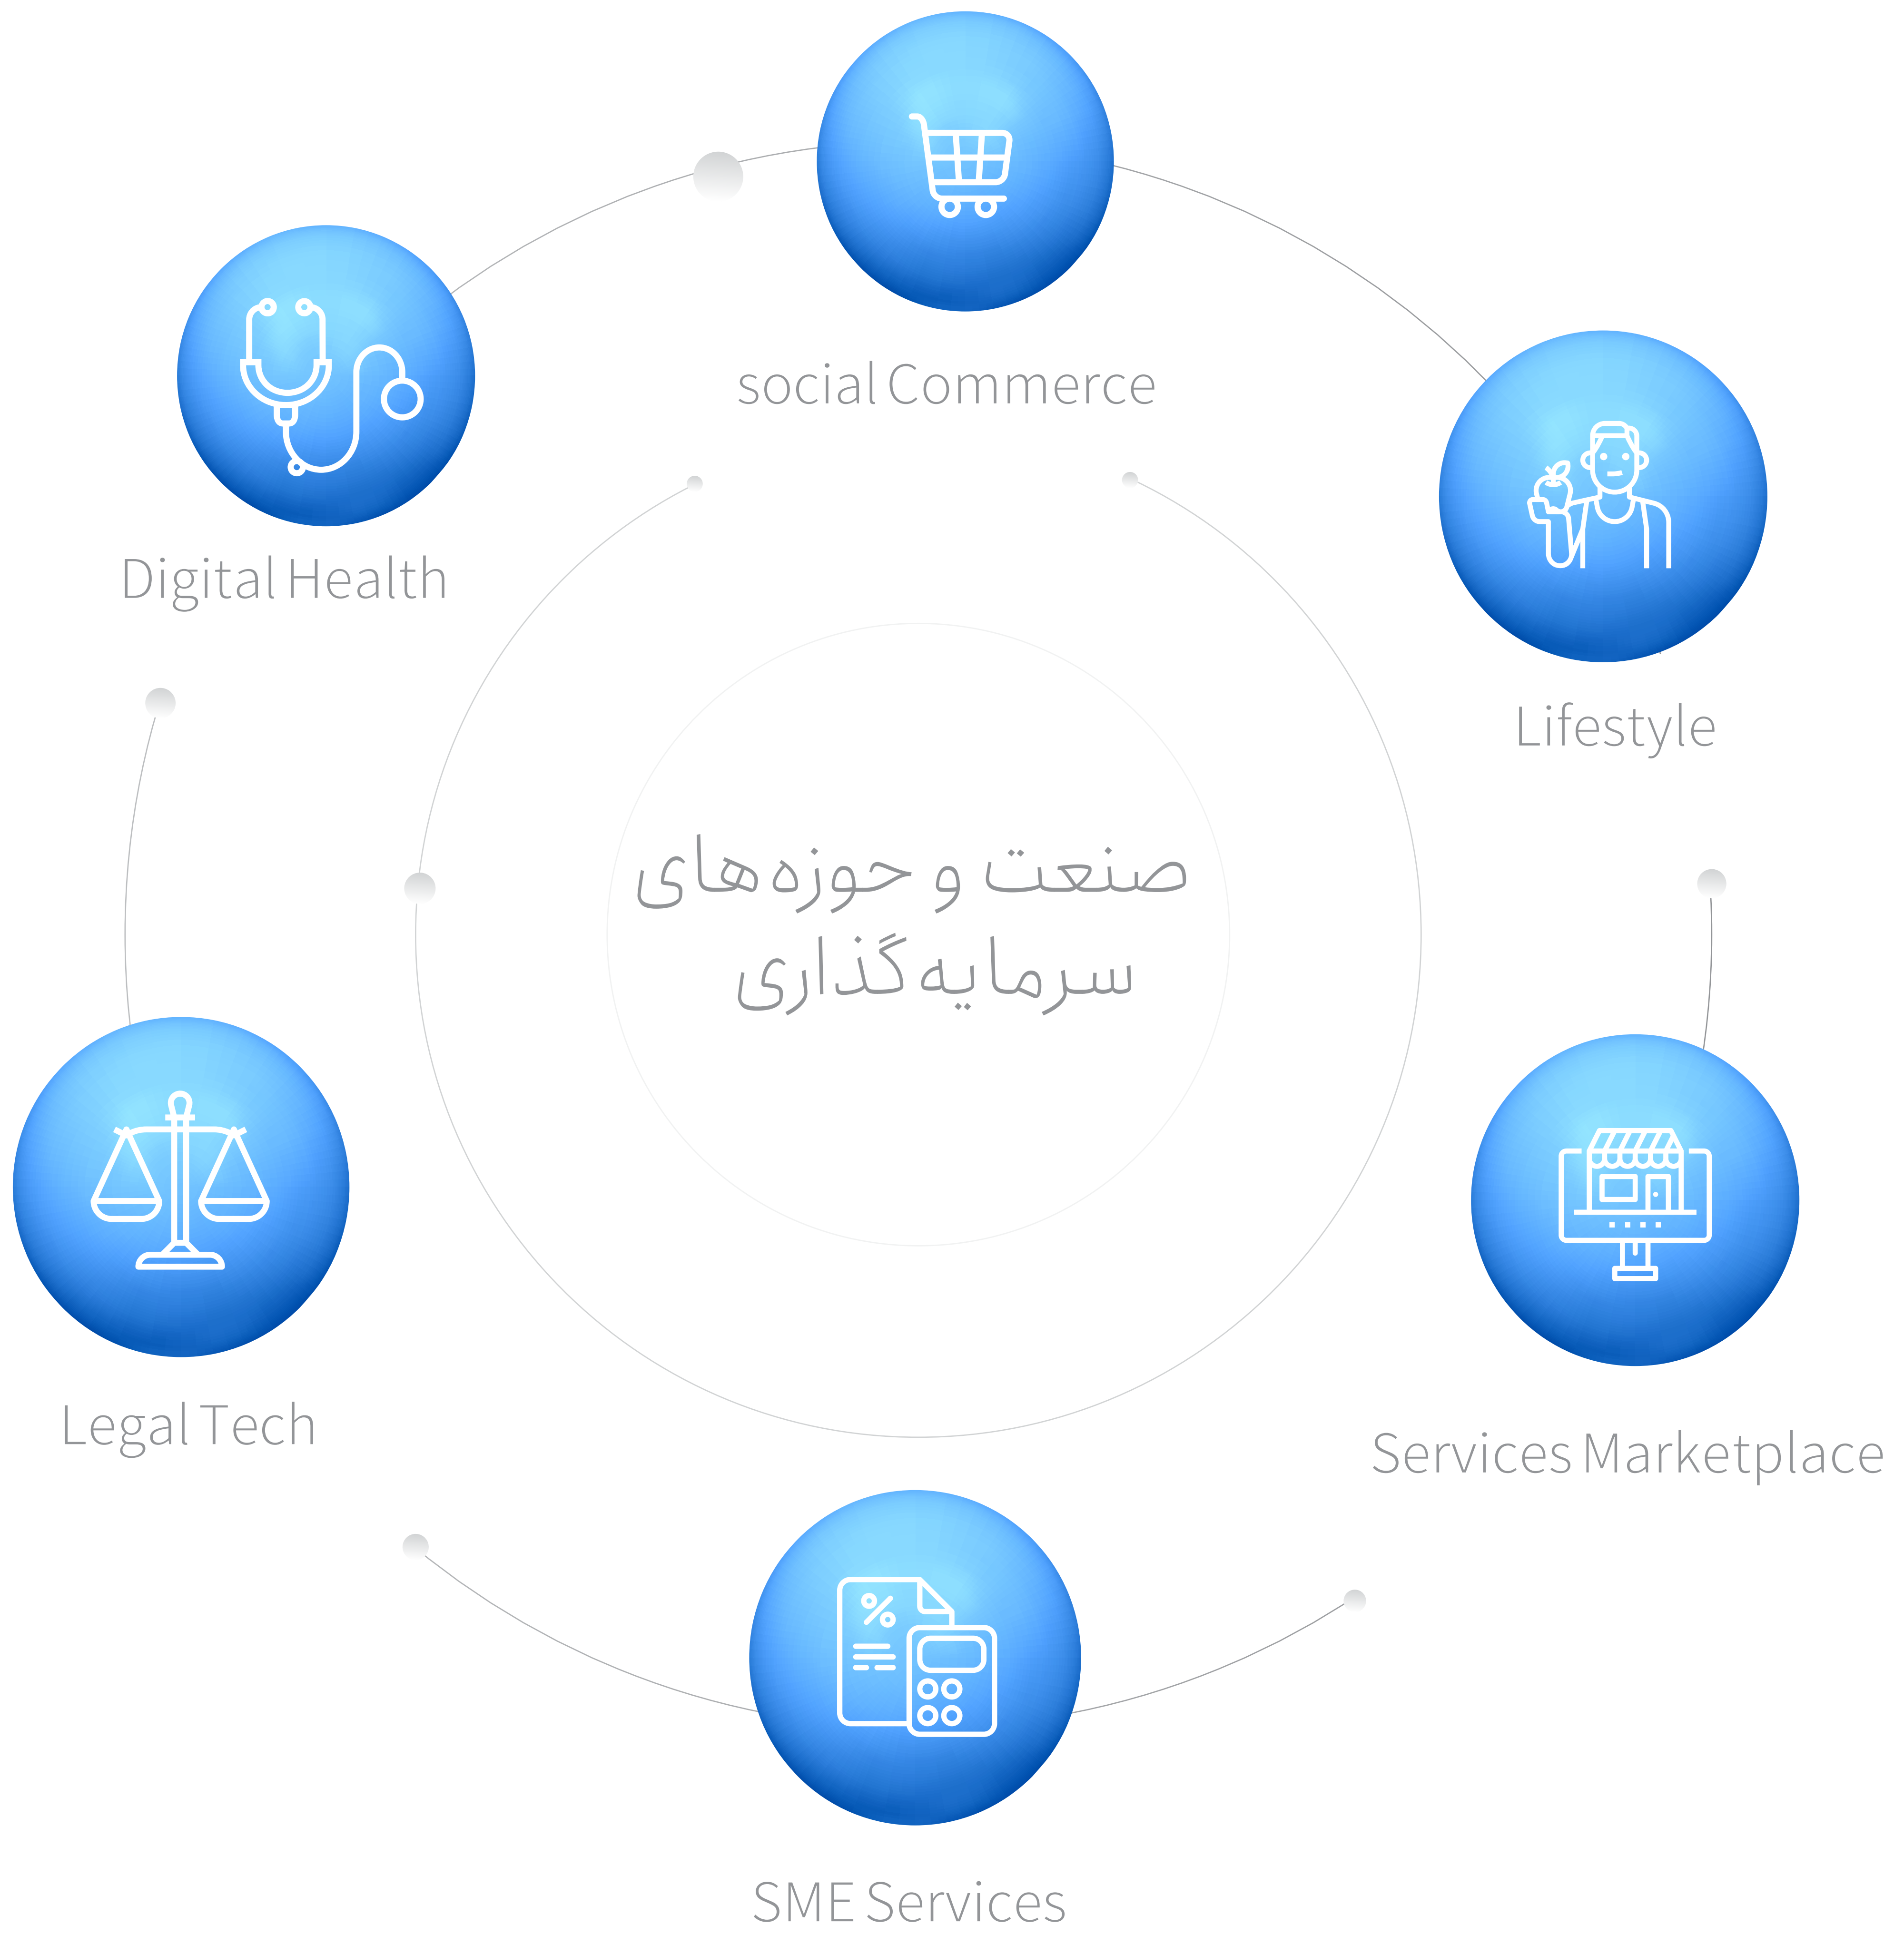 social Commerce
Digital Health
Lifestyle
صنعت و حوزه‌های
سرمایه‌گذاری
Legal Tech
Services Marketplace
SME Services